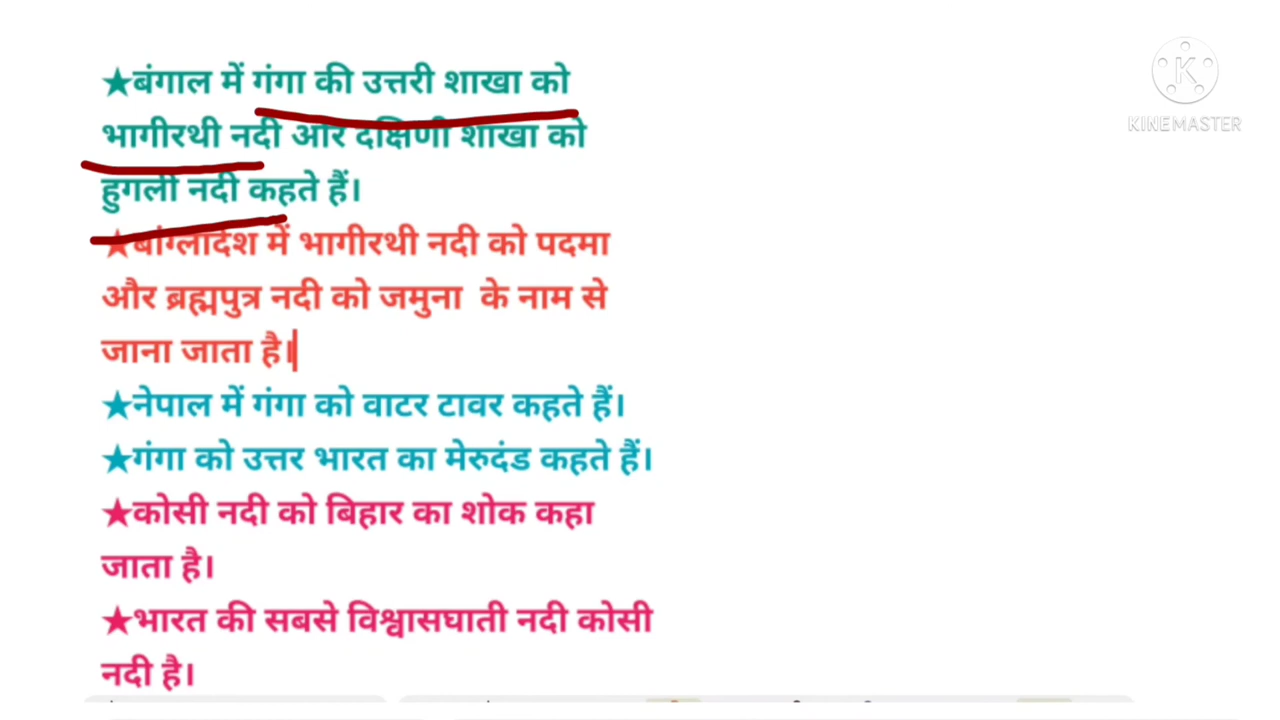 ★बंगाल में गंगा की उत्तरी शाखा को
भागीरथी नदी और दक्षिणी शाखा को
हुगली नदी कहते हैं।
★बांग्लादेश में भागीरथी नदी को पदमा
और ब्रह्मपुत्र नदी को जमुना के नाम से
जाना जाता है।
★नेपाल में गंगा को वाटर टावर कहते हैं।
★गंगा को उत्तर भारत का मेरुदंड कहते हैं।
★कोसी नदी को बिहार का शोक कहा
जाता है।
★भारत की सबसे विश्वासघाती नदी कोसी
नदी है।
K
KINEMASTER